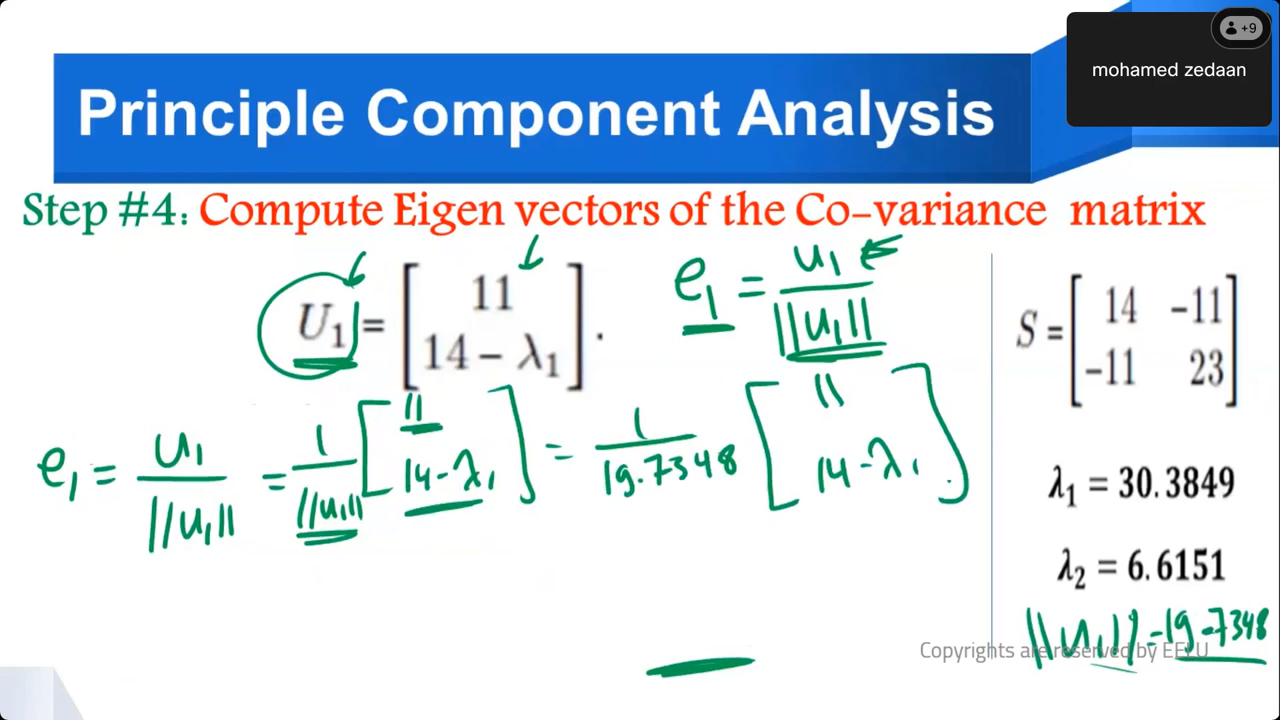 +9
mohamed zedaan
Principle Component Analysis
Step #4: Compute Eigen vectors of the Co-variance matrix
U₁ = [ 11
14 − λ₁ ] .
e₁ = u₁ / ||u₁||
S = [ 14 −11
−11 23 ]
e₁ = u₁ / ||u₁|| = 1 / ||u₁|| [ 11
14 - λ₁ ] = 1 / 19.7348 [ 11
14 - λ₁ ]
λ₁ = 30.3849
λ₂ = 6.6151
||u₁|| = 19.7348
Copyrights are reserved by EELU